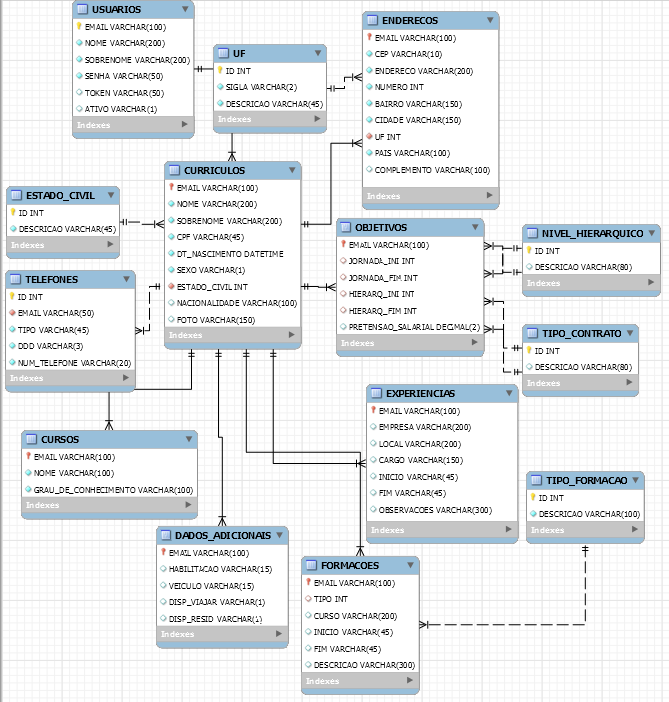 USUARIOS
EMAIL VARCHAR(100)
NOME VARCHAR(200)
SOBRENOME VARCHAR(200)
SENHA VARCHAR(50)
TOKEN VARCHAR(50)
ATIVO VARCHAR(1)
Indexes
UF
ID INT
SIGLA VARCHAR(2)
DESCRICAO VARCHAR(45)
Indexes
ENDERECOS
EMAIL VARCHAR(100)
CEP VARCHAR(10)
ENDERECO VARCHAR(200)
NUMERO INT
BAIRRO VARCHAR(150)
CIDADE VARCHAR(150)
UF INT
PAIS VARCHAR(100)
COMPLEMENTO VARCHAR(100)
Indexes
CURRICULOS
EMAIL VARCHAR(100)
NOME VARCHAR(200)
SOBRENOME VARCHAR(200)
CPF VARCHAR(45)
DT_NASCIMENTO DATETIME
SEXO VARCHAR(1)
ESTADO_CIVIL INT
NACIONALIDADE VARCHAR(100)
FOTO VARCHAR(150)
Indexes
ESTADO_CIVIL
ID INT
DESCRICAO VARCHAR(45)
Indexes
TELEFONES
ID INT
EMAIL VARCHAR(50)
TIPO VARCHAR(45)
DDD VARCHAR(3)
NUM_TELEFONE VARCHAR(20)
Indexes
OBJETIVOS
EMAIL VARCHAR(100)
JORNADA_INI INT
JORNADA_FIM INT
HIERARQ_INI INT
HIERARQ_FIM INT
PRETENSAO_SALARIAL DECIMAL(2)
Indexes
NIVEL_HIERARQUICO
ID INT
DESCRICAO VARCHAR(80)
Indexes
TIPO_CONTRATO
ID INT
DESCRICAO VARCHAR(80)
Indexes
EXPERIENCIAS
EMAIL VARCHAR(100)
EMPRESA VARCHAR(200)
LOCAL VARCHAR(200)
CARGO VARCHAR(150)
INICIO VARCHAR(45)
FIM VARCHAR(45)
OBSERVACOES VARCHAR(300)
Indexes
CURSOS
EMAIL VARCHAR(100)
NOME VARCHAR(100)
GRAU_DE_CONHECIMENTO VARCHAR(100)
Indexes
TIPO_FORMACAO
ID INT
DESCRICAO VARCHAR(100)
Indexes
DADOS_ADICIONAIS
EMAIL VARCHAR(100)
HABILITACAO VARCHAR(15)
VEICULO VARCHAR(15)
DISP_VIAJAR VARCHAR(1)
DISP_RESID VARCHAR(1)
Indexes
FORMACOES
EMAIL VARCHAR(100)
TIPO INT
CURSO VARCHAR(200)
INICIO VARCHAR(45)
FIM VARCHAR(45)
DESCRICAO VARCHAR(300)
Indexes